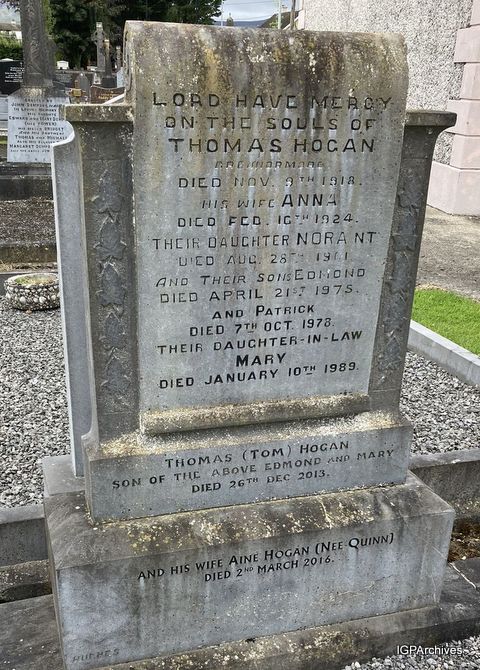 LORD HAVE MERCY
ON THE SOULS OF
THOMAS HOGAN
DIED NOV. 9TH 1918.
HIS WIFE ANNA
DIED FEB. 16TH 1924.
THEIR DAUGHTER NORA NT
DIED AUG. 28TH
AND THEIR SONS EDMOND
DIED APRIL 21ST 1975.
AND PATRICK
DIED 7TH OCT. 1978.
THEIR DAUGHTER-IN-LAW
MARY
DIED JANUARY 10TH 1989.
THOMAS (TOM) HOGAN
SON OF THE ABOVE EDMOND AND MARY
DIED 26TH DEC 2013.
AND HIS WIFE AINE HOGAN (NEE QUINN)
DIED 2ND MARCH 2016.
HUGHES
IGPArchives